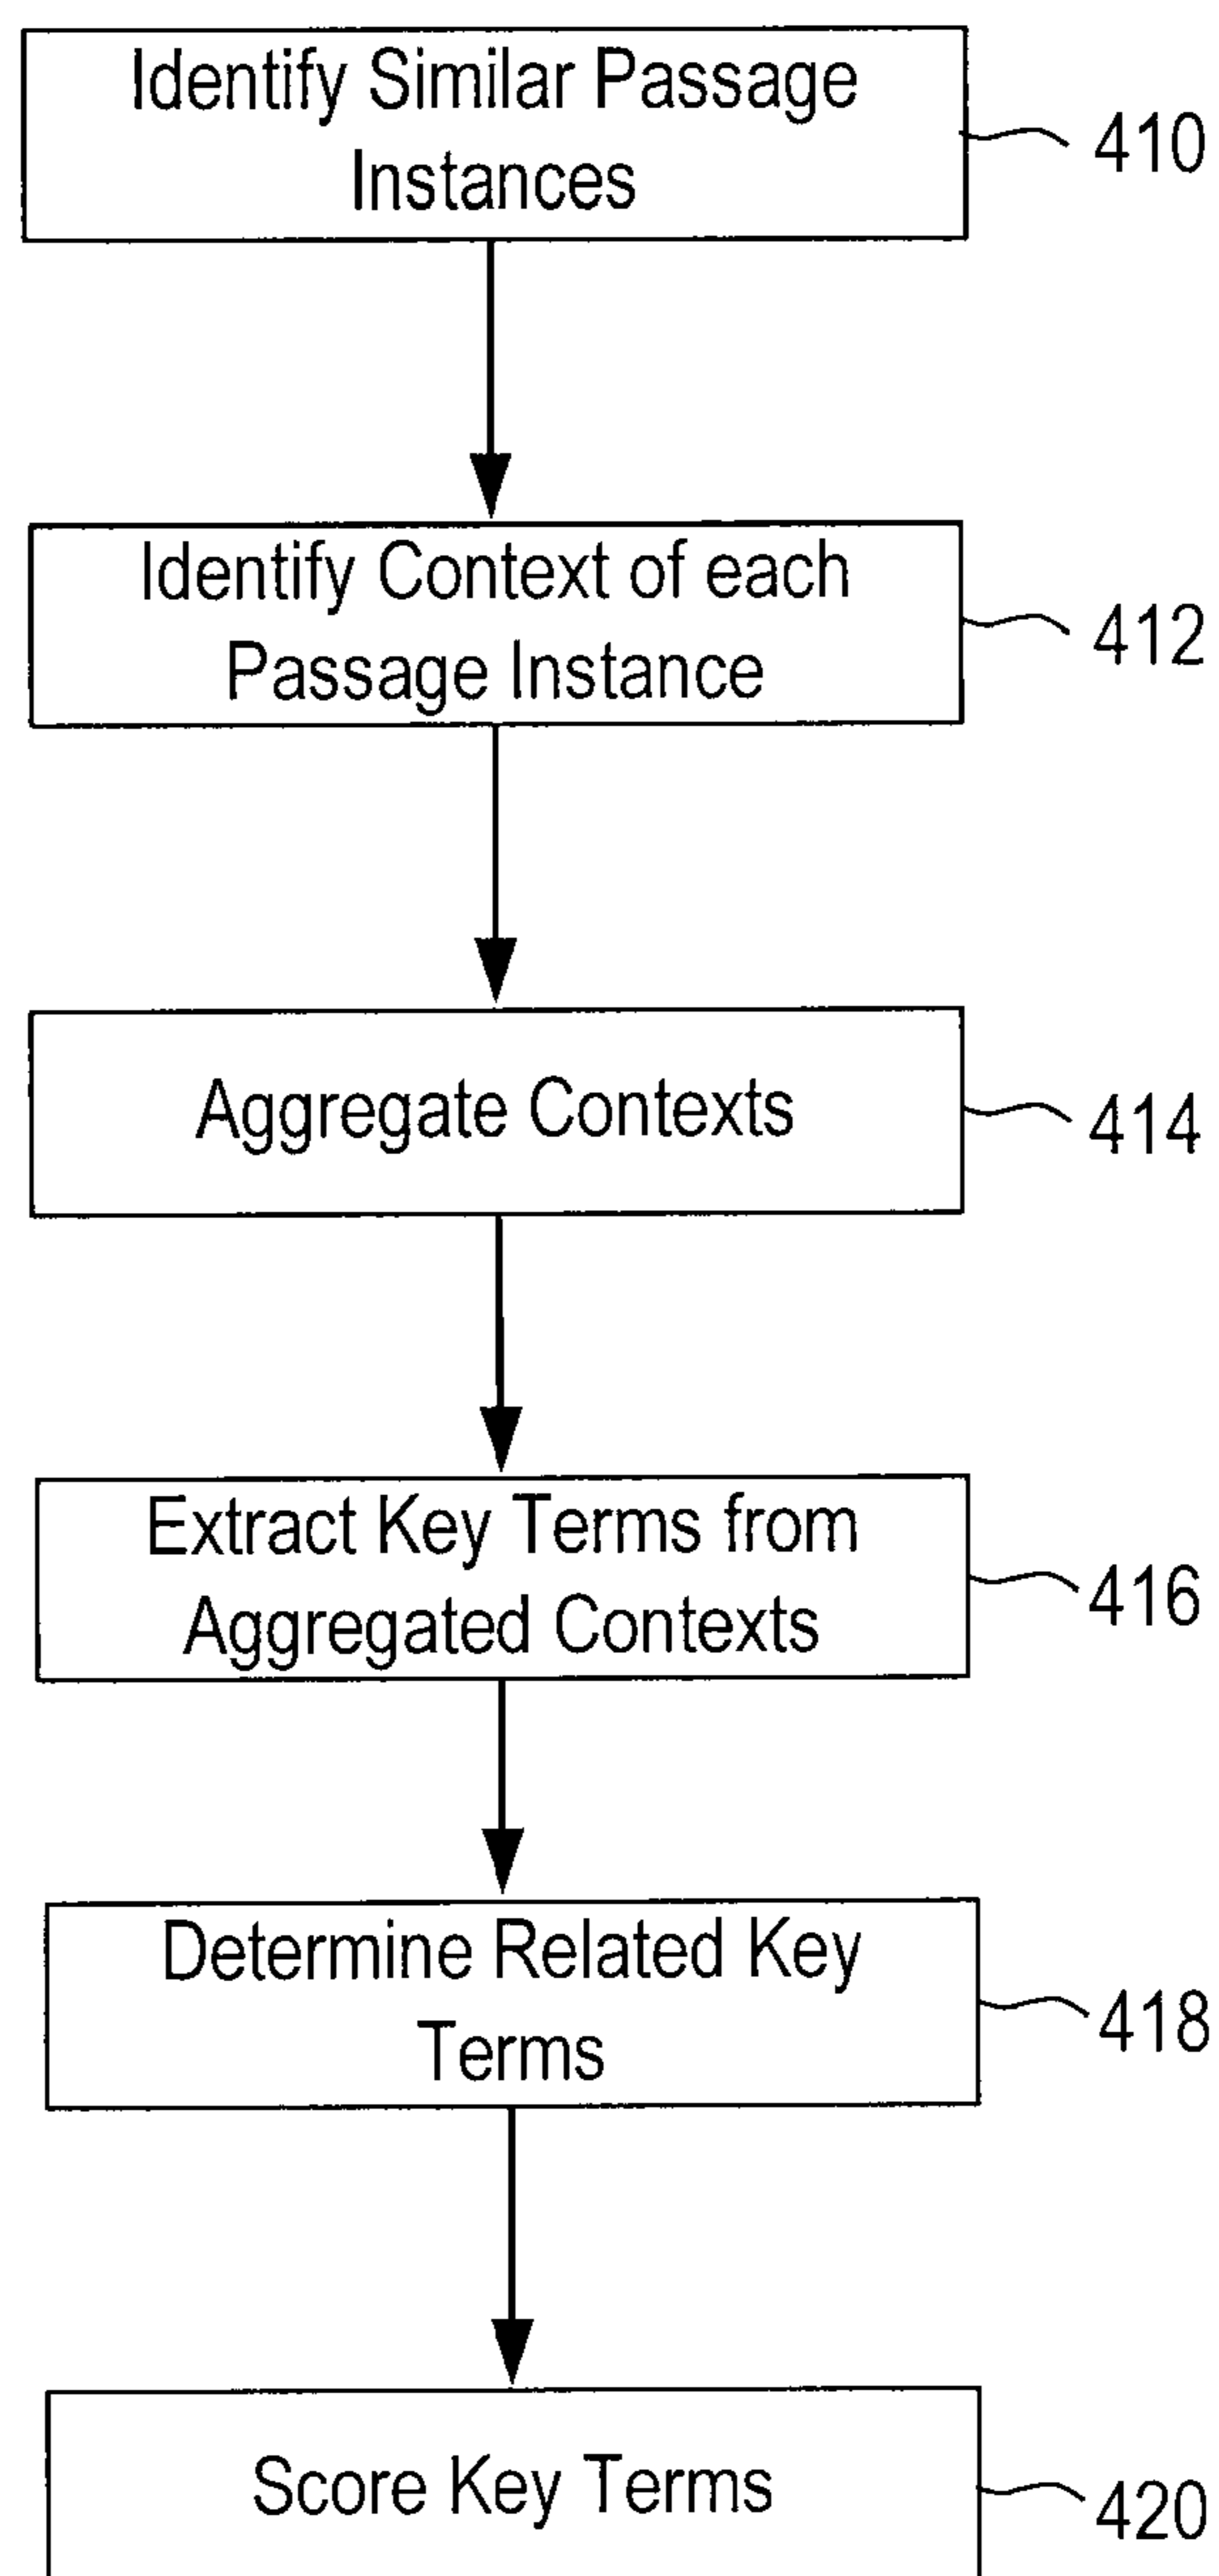 Identify Similar Passage
Instances
410
Identify Context of each
Passage Instance
412
Aggregate Contexts
414
Extract Key Terms from
Aggregated Contexts
416
Determine Related Key
Terms
418
Score Key Terms
420